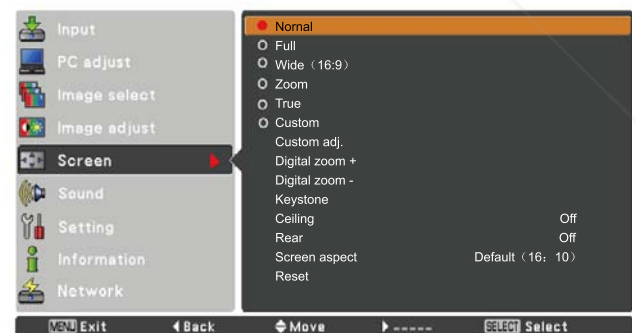 Input
PC adjust
Image select
Image adjust
Screen
Sound
Setting
Information
Network
Nornal
Full
Wide（16:9）
Zoom
True
Custom
Custom adj.
Digital zoom +
Digital zoom -
Keystone
Ceiling Off
Rear Off
Screen aspect Default（16：10）
Reset
MENU Exit Back Move ----- SELECT Select